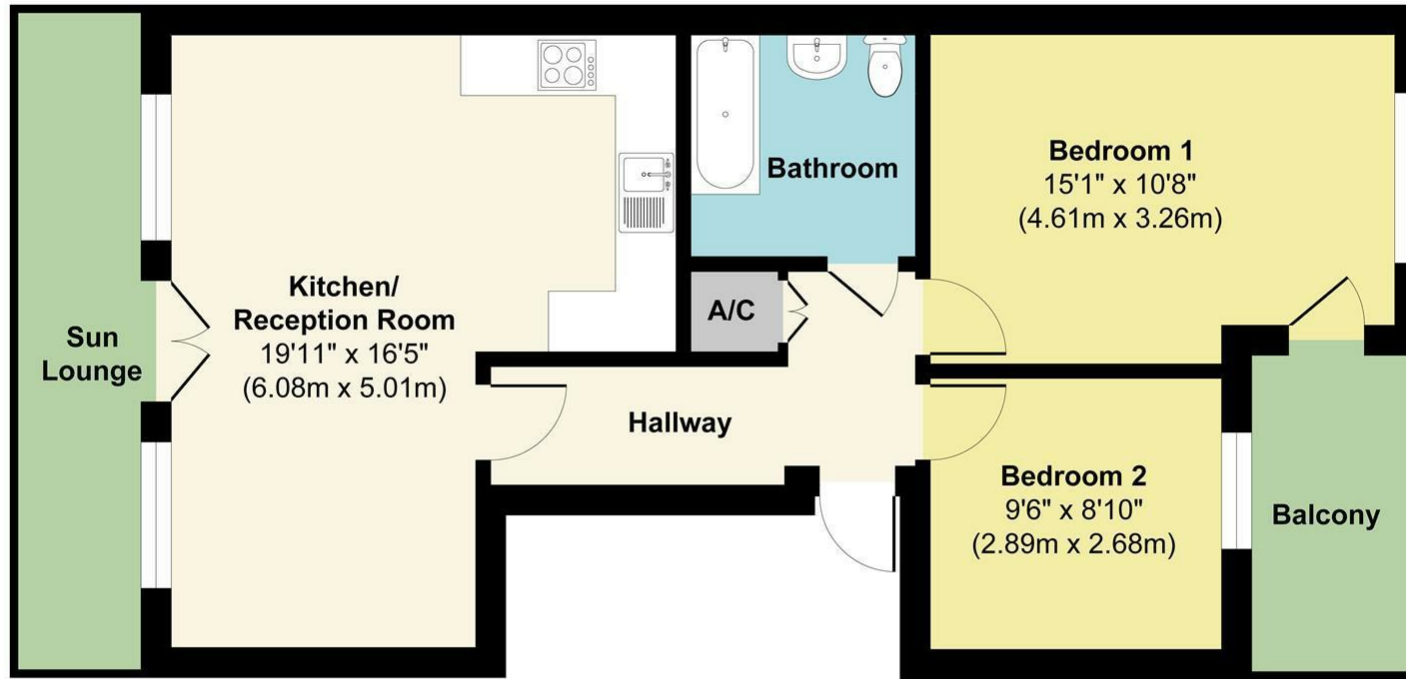 Sun
Lounge
Kitchen/
Reception Room
19'11" x 16'5"
(6.08m x 5.01m)
Bathroom
A/C
Hallway
Bedroom 1
15'1" x 10'8"
(4.61m x 3.26m)
Bedroom 2
9'6" x 8'10"
(2.89m x 2.68m)
Balcony